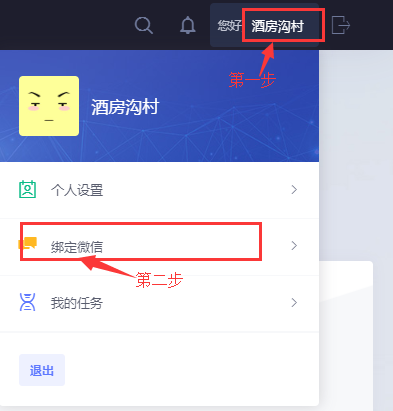 您好 酒房沟村
第一步
酒房沟村
个人设置
绑定微信
第二步
我的任务
退出